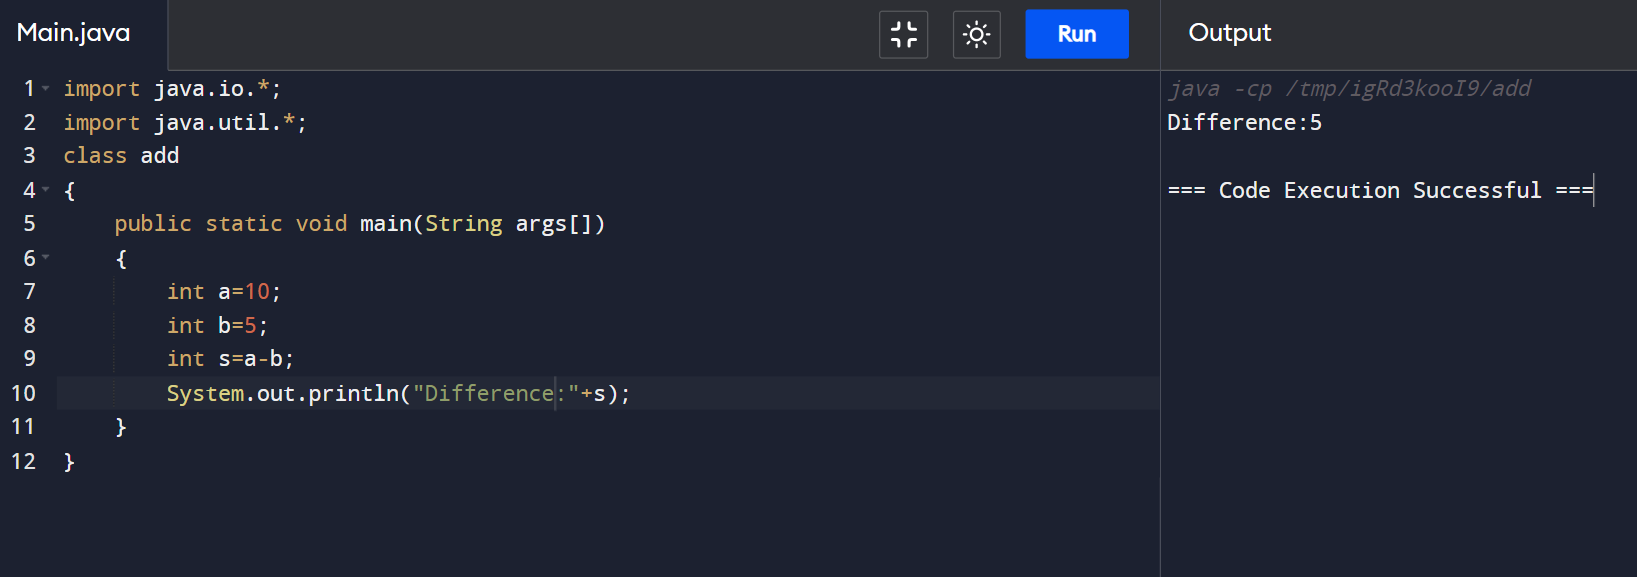 Main.java
Run
Output
1 import java.io.*;
2 import java.util.*;
3 class add
4 {
5     public static void main(String args[])
6     {
7         int a=10;
8         int b=5;
9         int s=a-b;
10         System.out.println("Difference:"+s);
11     }
12 }
java -cp /tmp/igRd3kooI9/add
Difference:5
=== Code Execution Successful ===